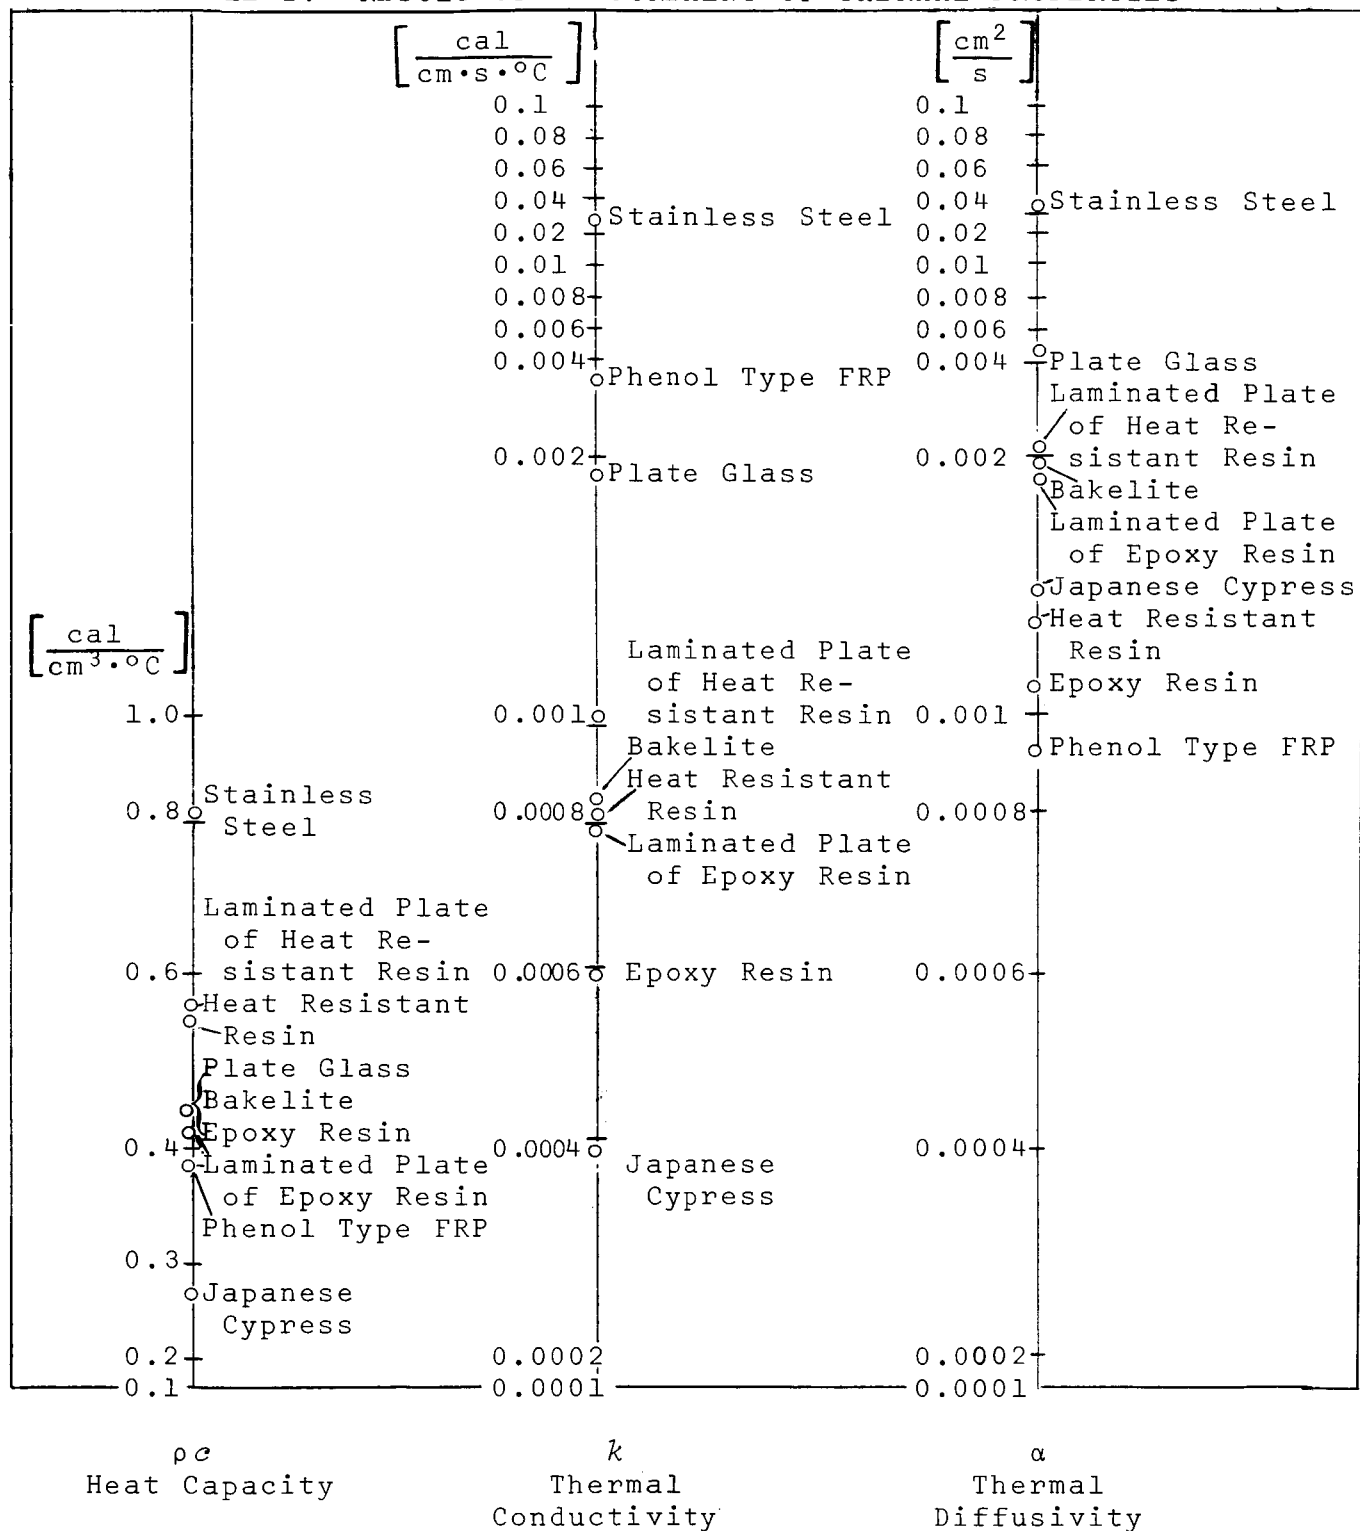 [cal / cm·s·°C]
[cm² / s]
0.1
0.08
0.06
0.04
Stainless Steel
0.02
0.01
0.008
0.006
0.004
Phenol Type FRP
0.002
Plate Glass
Laminated Plate
of Heat Re-
sistant Resin
0.001
Bakelite
Heat Resistant
Resin
0.0008
Laminated Plate
of Epoxy Resin
0.0006
Epoxy Resin
0.0004
Japanese
Cypress
0.0002
0.0001
0.1
0.08
0.06
0.04
Stainless Steel
0.02
0.01
0.008
0.006
0.004
Plate Glass
Laminated Plate
of Heat Re-
sistant Resin
0.002
Bakelite
Laminated Plate
of Epoxy Resin
Japanese Cypress
Heat Resistant
Resin
Epoxy Resin
0.001
Phenol Type FRP
0.0008
0.0006
0.0004
0.0002
0.0001
[cal / cm³·°C]
1.0
0.8
Stainless
Steel
Laminated Plate
of Heat Re-
sistant Resin
0.6
Heat Resistant
Resin
Plate Glass
Bakelite
Epoxy Resin
0.4
Laminated Plate
of Epoxy Resin
Phenol Type FRP
0.3
Japanese
Cypress
0.2
0.1
ρc
Heat Capacity
k
Thermal
Conductivity
α
Thermal
Diffusivity